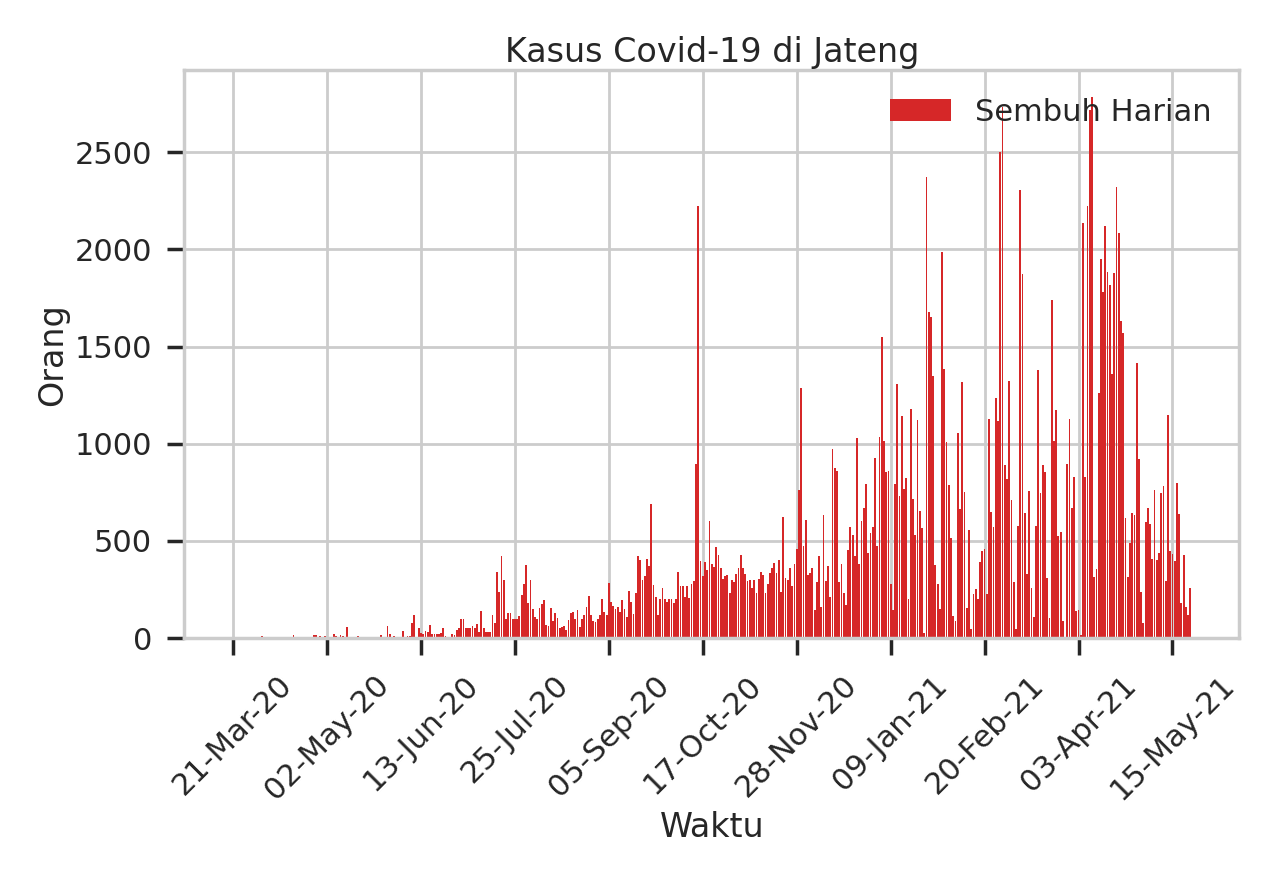 Kasus Covid-19 di Jateng
Sembuh Harian
Orang
2500
2000
1500
1000
500
0
21-Mar-20
02-May-20
13-Jun-20
25-Jul-20
05-Sep-20
17-Oct-20
28-Nov-20
09-Jan-21
20-Feb-21
03-Apr-21
15-May-21
Waktu